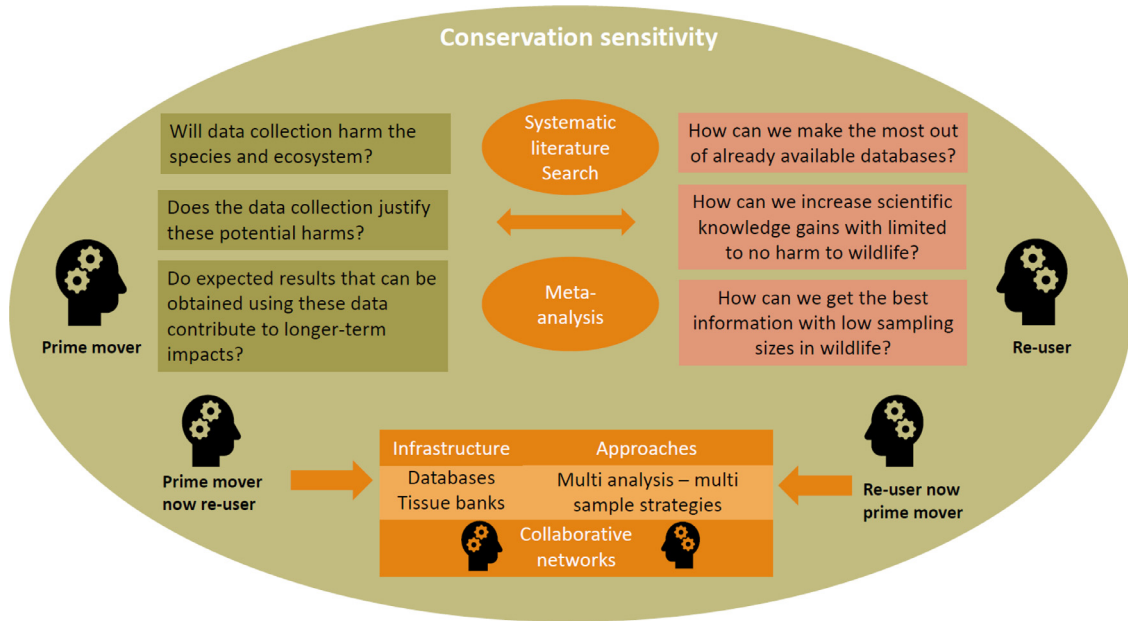 Conservation sensitivity
Will data collection harm the
species and ecosystem?
Does the data collection justify
these potential harms?
Do expected results that can be
obtained using these data
contribute to longer-term
impacts?
Prime mover
Systematic
literature
Search
Meta-
analysis
How can we make the most out
of already available databases?
How can we increase scientific
knowledge gains with limited
to no harm to wildlife?
How can we get the best
information with low sampling
sizes in wildlife?
Re-user
Prime mover
now re-user
Infrastructure
Approaches
Databases
Tissue banks
Multi analysis – multi
sample strategies
Collaborative
networks
Re-user now
prime mover